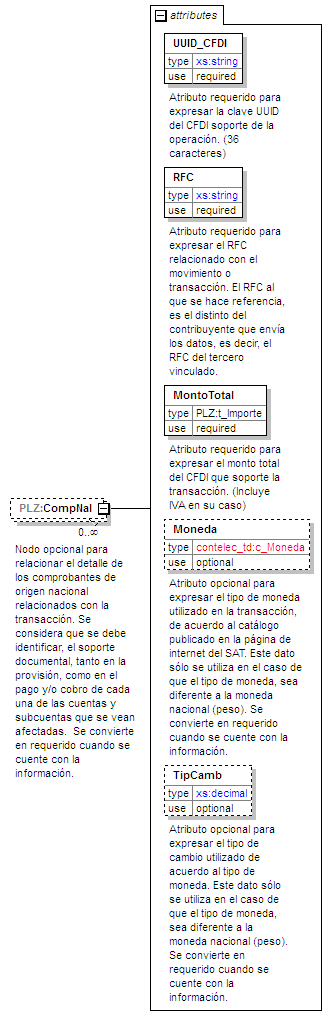 attributes
UUID_CFDI
type xs:string
use required
Atributo requerido para
expresar la clave UUID
del CFDI soporte de la
operación. (36
caracteres)
RFC
type xs:string
use required
Atributo requerido para
expresar el RFC
relacionado con el
movimiento o
transacción. El RFC al
que se hace referencia,
es el distinto del
contribuyente que envía
los datos, es decir, el
RFC del tercero
vinculado.
MontoTotal
type PLZ:t_Importe
use required
Atributo requerido para
expresar el monto total
del CFDI que soporte la
transacción. (Incluye
IVA en su caso)
PLZ:CompNal
0..∞
Nodo opcional para
relacionar el detalle de
los comprobantes de
origen nacional
relacionados con la
transacción. Se
considera que se debe
identificar, el soporte
documental, tanto en la
provisión, como en el
pago y/o cobro de cada
una de las cuentas y
subcuentas que se vean
afectadas.  Se convierte
en requerido cuando se
cuente con la
información.
Moneda
type contelec_td:c_Moneda
use optional
Atributo opcional para
expresar el tipo de moneda
utilizado en la transacción,
de acuerdo al catálogo
publicado en la página de
internet del SAT. Este dato
sólo se utiliza en el caso de
que el tipo de moneda, sea
diferente a la moneda
nacional (peso). Se
convierte en requerido
cuando se cuente con la
información.
TipCamb
type xs:decimal
use optional
Atributo opcional para
expresar el tipo de
cambio utilizado de
acuerdo al tipo de
moneda. Este dato sólo
se utiliza en el caso de
que el tipo de moneda,
sea diferente a la
moneda nacional (peso).
Se convierte en
requerido cuando se
cuente con la
información.